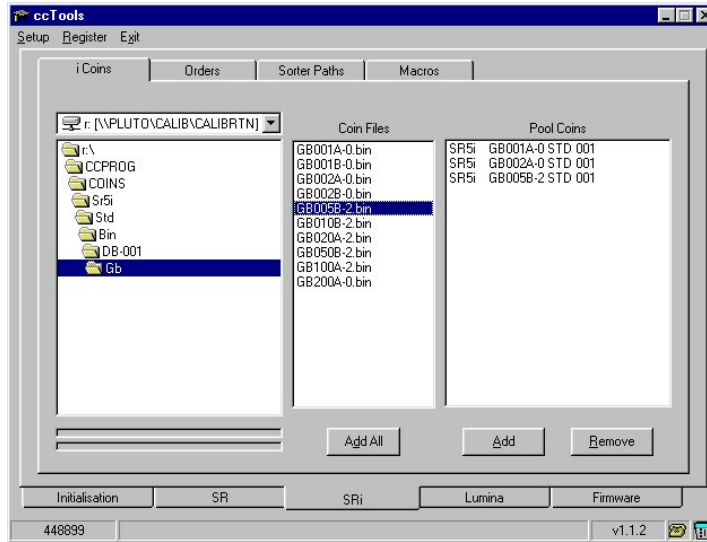 ccTools
Setup Register Exit
i Coins Orders Sorter Paths Macros
r: [\\PLUTO\CALIB\CALIBRTN]
Coin Files
Pool Coins
r:\
CCPROG
COINS
Sr5i
Std
Bin
DB-001
Gb
GB001A-0.bin
GB001B-0.bin
GB002A-0.bin
GB002B-0.bin
GB005B-2.bin
GB010B-2.bin
GB020A-2.bin
GB050B-2.bin
GB100A-2.bin
GB200A-0.bin
SR5i GB001A-0 STD 001
SR5i GB002A-0 STD 001
SR5i GB005B-2 STD 001
Add All
Add
Remove
Initialisation SR SRi Lumina Firmware
448899
v1.1.2